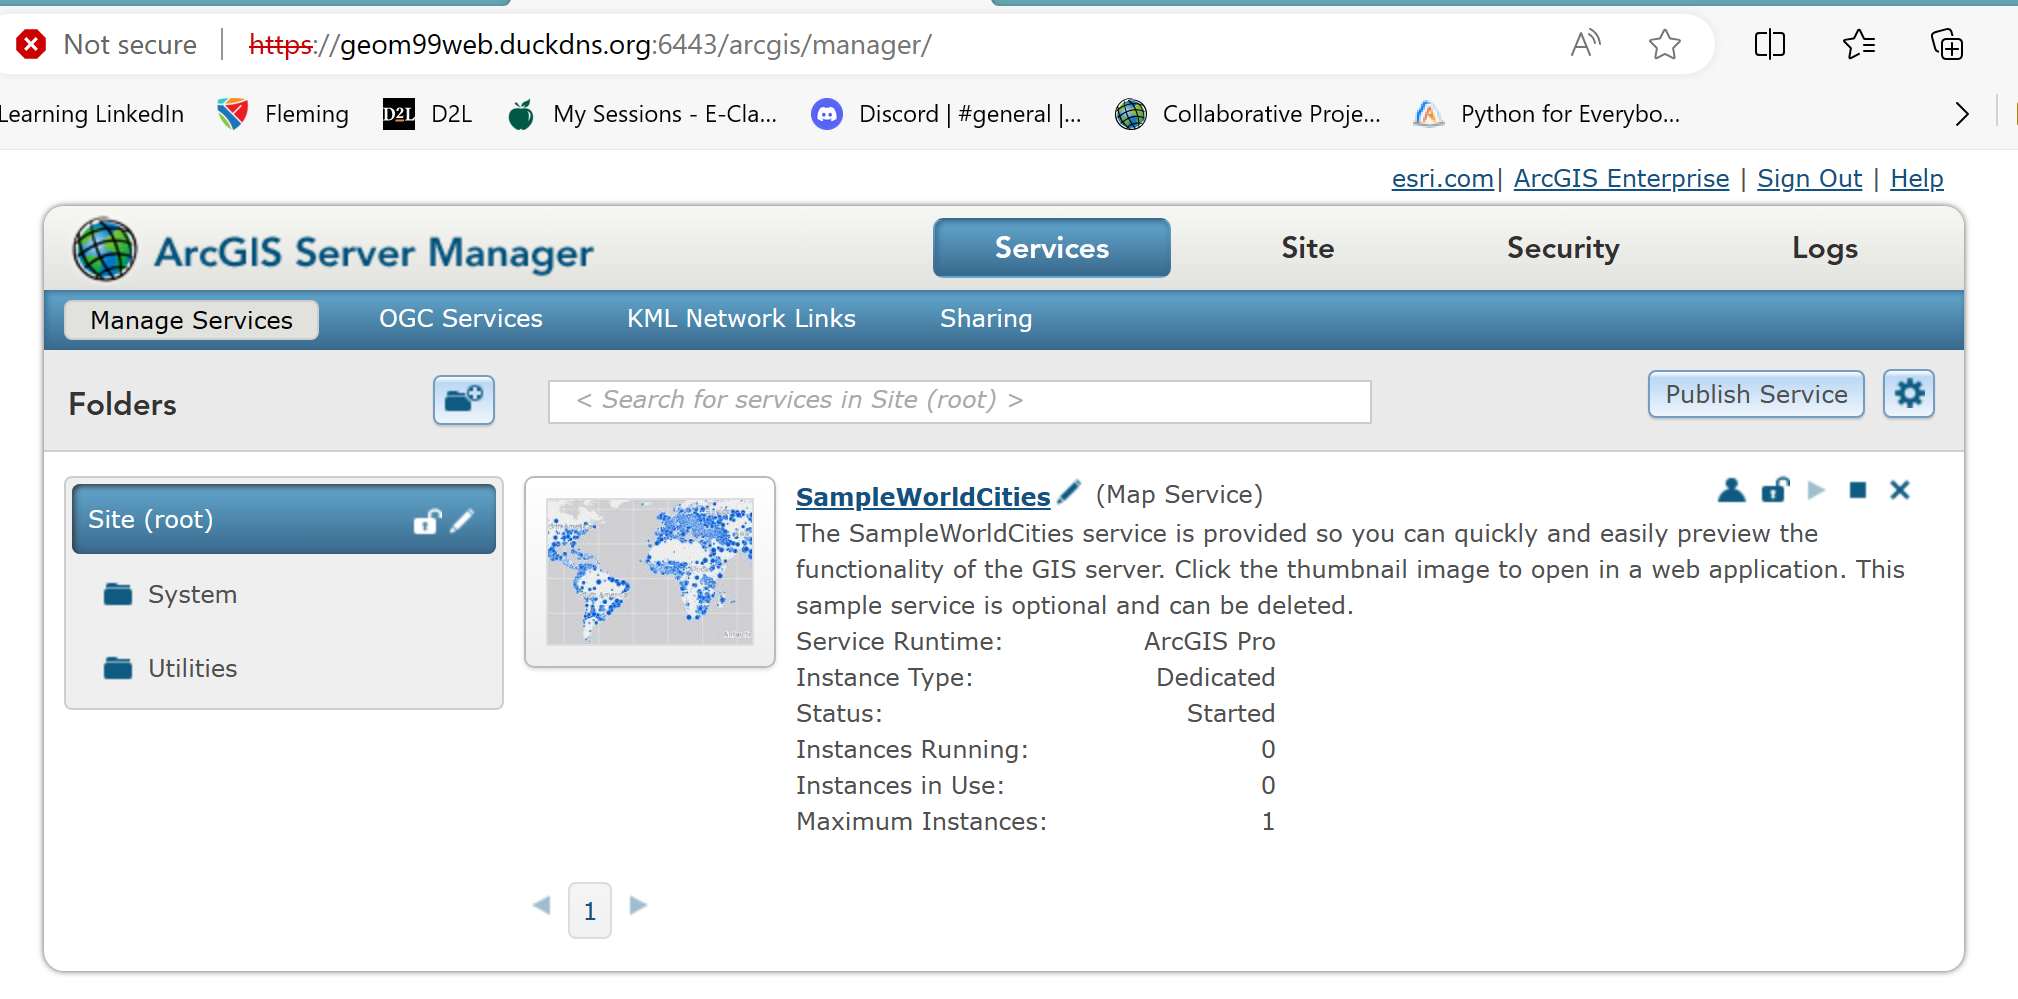 Not secure | https://geom99web.duckdns.org:6443/arcgis/manager/
Learning LinkedIn Fleming D2L D2L My Sessions - E-Cla... Discord | #general |... Collaborative Proje... Python for Everybo...
esri.com | ArcGIS Enterprise | Sign Out | Help
ArcGIS Server Manager Services Site Security Logs
Manage Services OGC Services KML Network Links Sharing
Folders < Search for services in Site (root) > Publish Service
Site (root)
System
Utilities
SampleWorldCities (Map Service)
The SampleWorldCities service is provided so you can quickly and easily preview the
functionality of the GIS server. Click the thumbnail image to open in a web application. This
sample service is optional and can be deleted.
Service Runtime: ArcGIS Pro
Instance Type: Dedicated
Status: Started
Instances Running: 0
Instances in Use: 0
Maximum Instances: 1
1